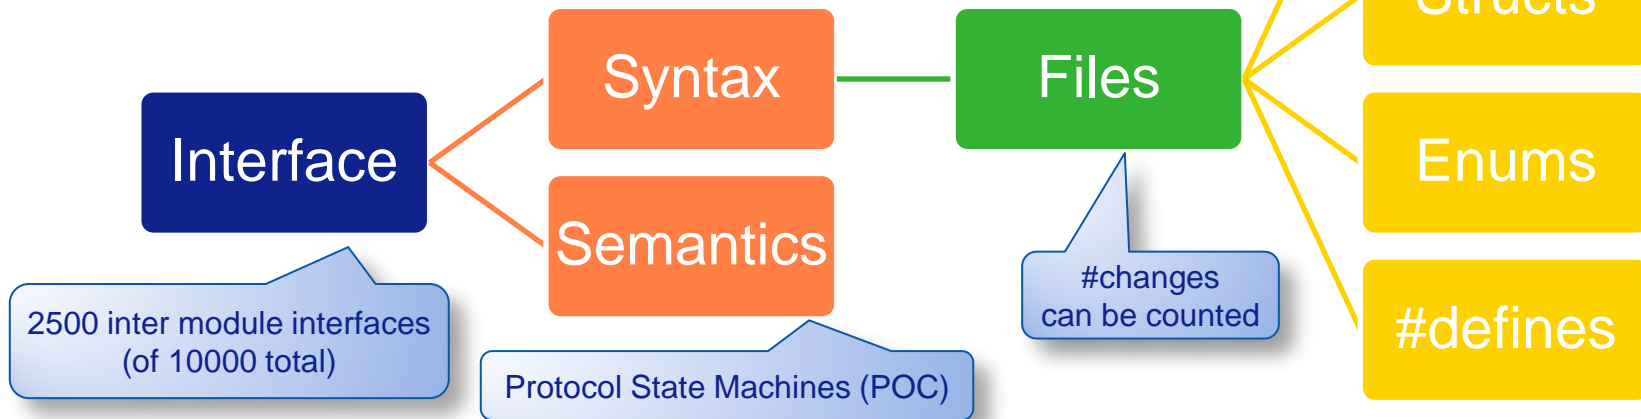 Structs
Syntax
Files
Interface
Enums
Semantics
#changes
can be counted
2500 inter module interfaces
(of 10000 total)
#defines
Protocol State Machines (POC)